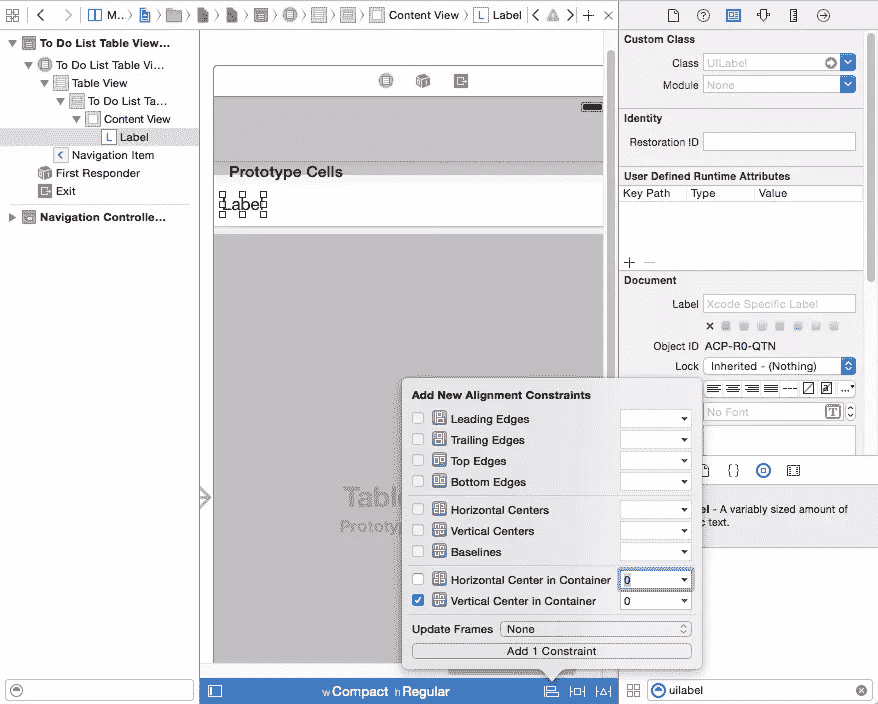 M.. Content View L Label
To Do List Table View...
To Do List Table Vi...
Table View
To Do List Ta...
Content View
L Label
Navigation Item
First Responder
Exit
Navigation Controlle...
Prototype Cells
Label
Table
Prototyp
Custom Class
Class UILabel
Module None
Identity
Restoration ID
User Defined Runtime Attributes
Key Path Type Value
Document
Label Xcode Specific Label
Object ID ACP-R0-QTN
Lock Inherited - (Nothing)
No Font T
el - A variably sized amount of
c text.
Add New Alignment Constraints
Leading Edges
Trailing Edges
Top Edges
Bottom Edges
Horizontal Centers
Vertical Centers
Baselines
Horizontal Center in Container 0
Vertical Center in Container 0
Update Frames None
Add 1 Constraint
wCompact hRegular
uilabel